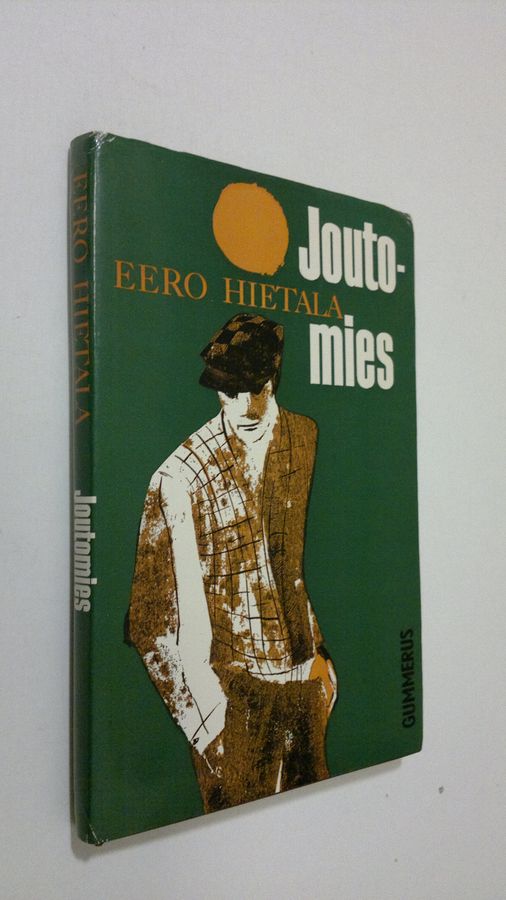 EERO HIETALA
Joutomies
Jouto-
mies
EERO HIETALA
GUMMERUS